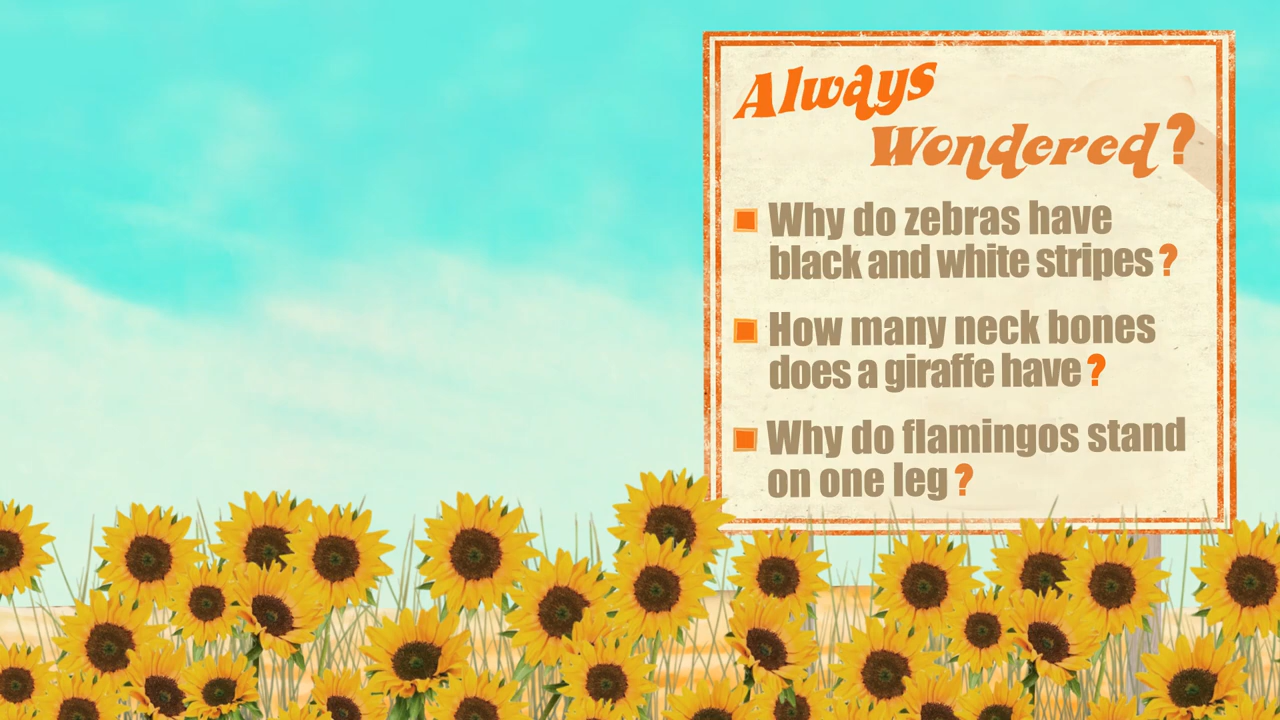 Always
Wondered?
Why do zebras have
black and white stripes?
How many neck bones
does a giraffe have?
Why do flamingos stand
on one leg?